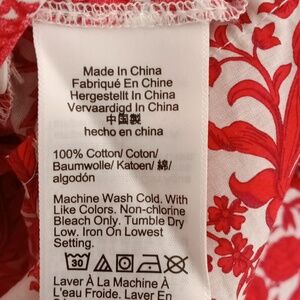 Made In China
Fabriqué En Chine
Hergestellt In China
Vervaardigd In China
中国製
hecho en china
100% Cotton/ Coton/
Baumwolle/ Katoen/ 綿/
algodón
Machine Wash Cold. With
Like Colors. Non-chlorine
Bleach Only. Tumble Dry
Low. Iron On Lowest
Setting.
30
Laver À La Machine À
L'eau Froide. Laver En